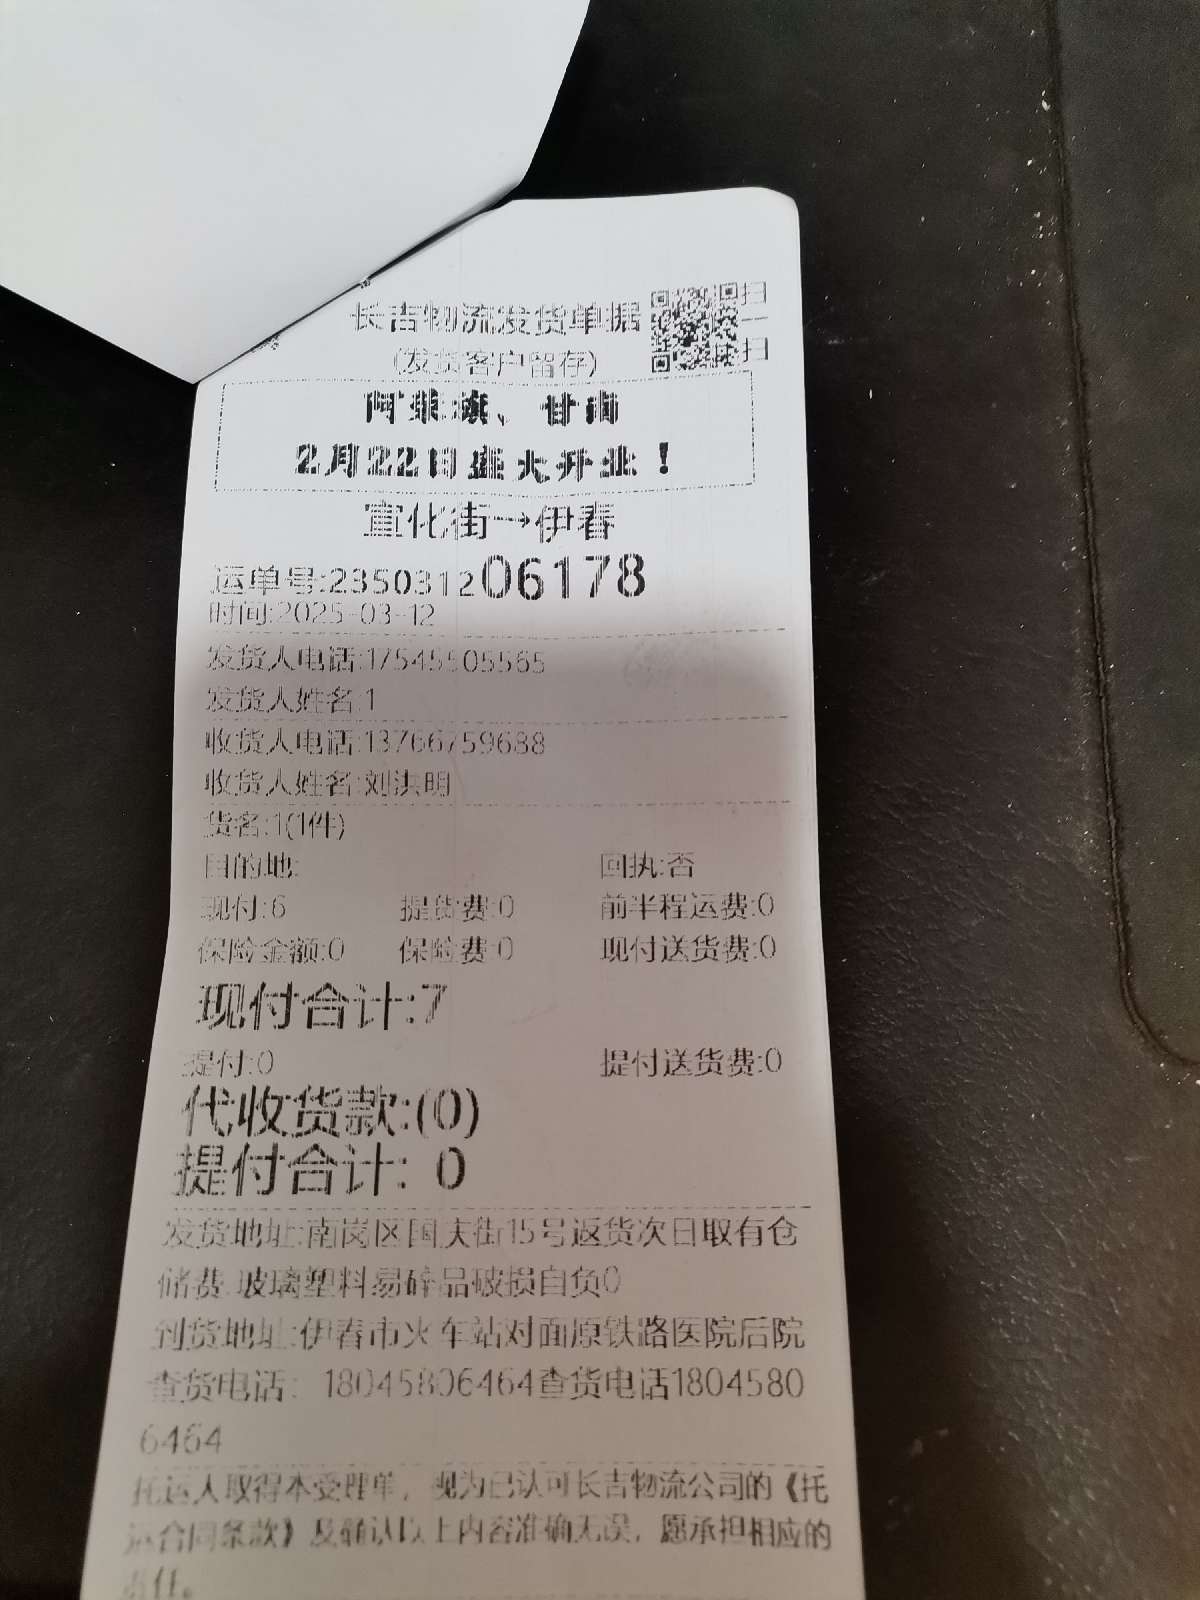 长吉物流发货单据
扫一扫
(发货客户留存)
阿荣旗、甘南
2月22日盛大开业！
宣化街→伊春
运单号:235031206178
时间:2025-03-12
发货人电话:17545505565
发货人姓名:1
收货人电话:13766759688
收货人姓名:刘洪明
货名:1(1件)
目的地: 回执:否
现付:6 提货费:0 前半程运费:0
保险金额:0 保险费:0 现付送货费:0
现付合计:7
提付:0 提付送货费:0
代收货款:(0)
提付合计: 0
发货地址:南岗区国庆街15号返货次日取有仓
储费.玻璃塑料易碎品破损自负0
到货地址:伊春市火车站对面原铁路医院后院
查货电话: 18045806464查货电话1804580
6464
托运人取得本受理单，视为已认可长吉物流公司的《托
运合同条款》及确认以上内容准确无误，愿承担相应的
责任。